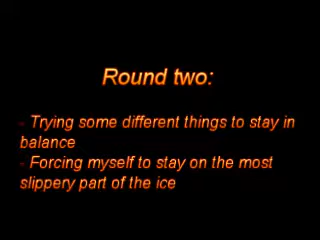 Round two:
- Trying some different things to stay in
balance
- Forcing myself to stay on the most
slippery part of the ice